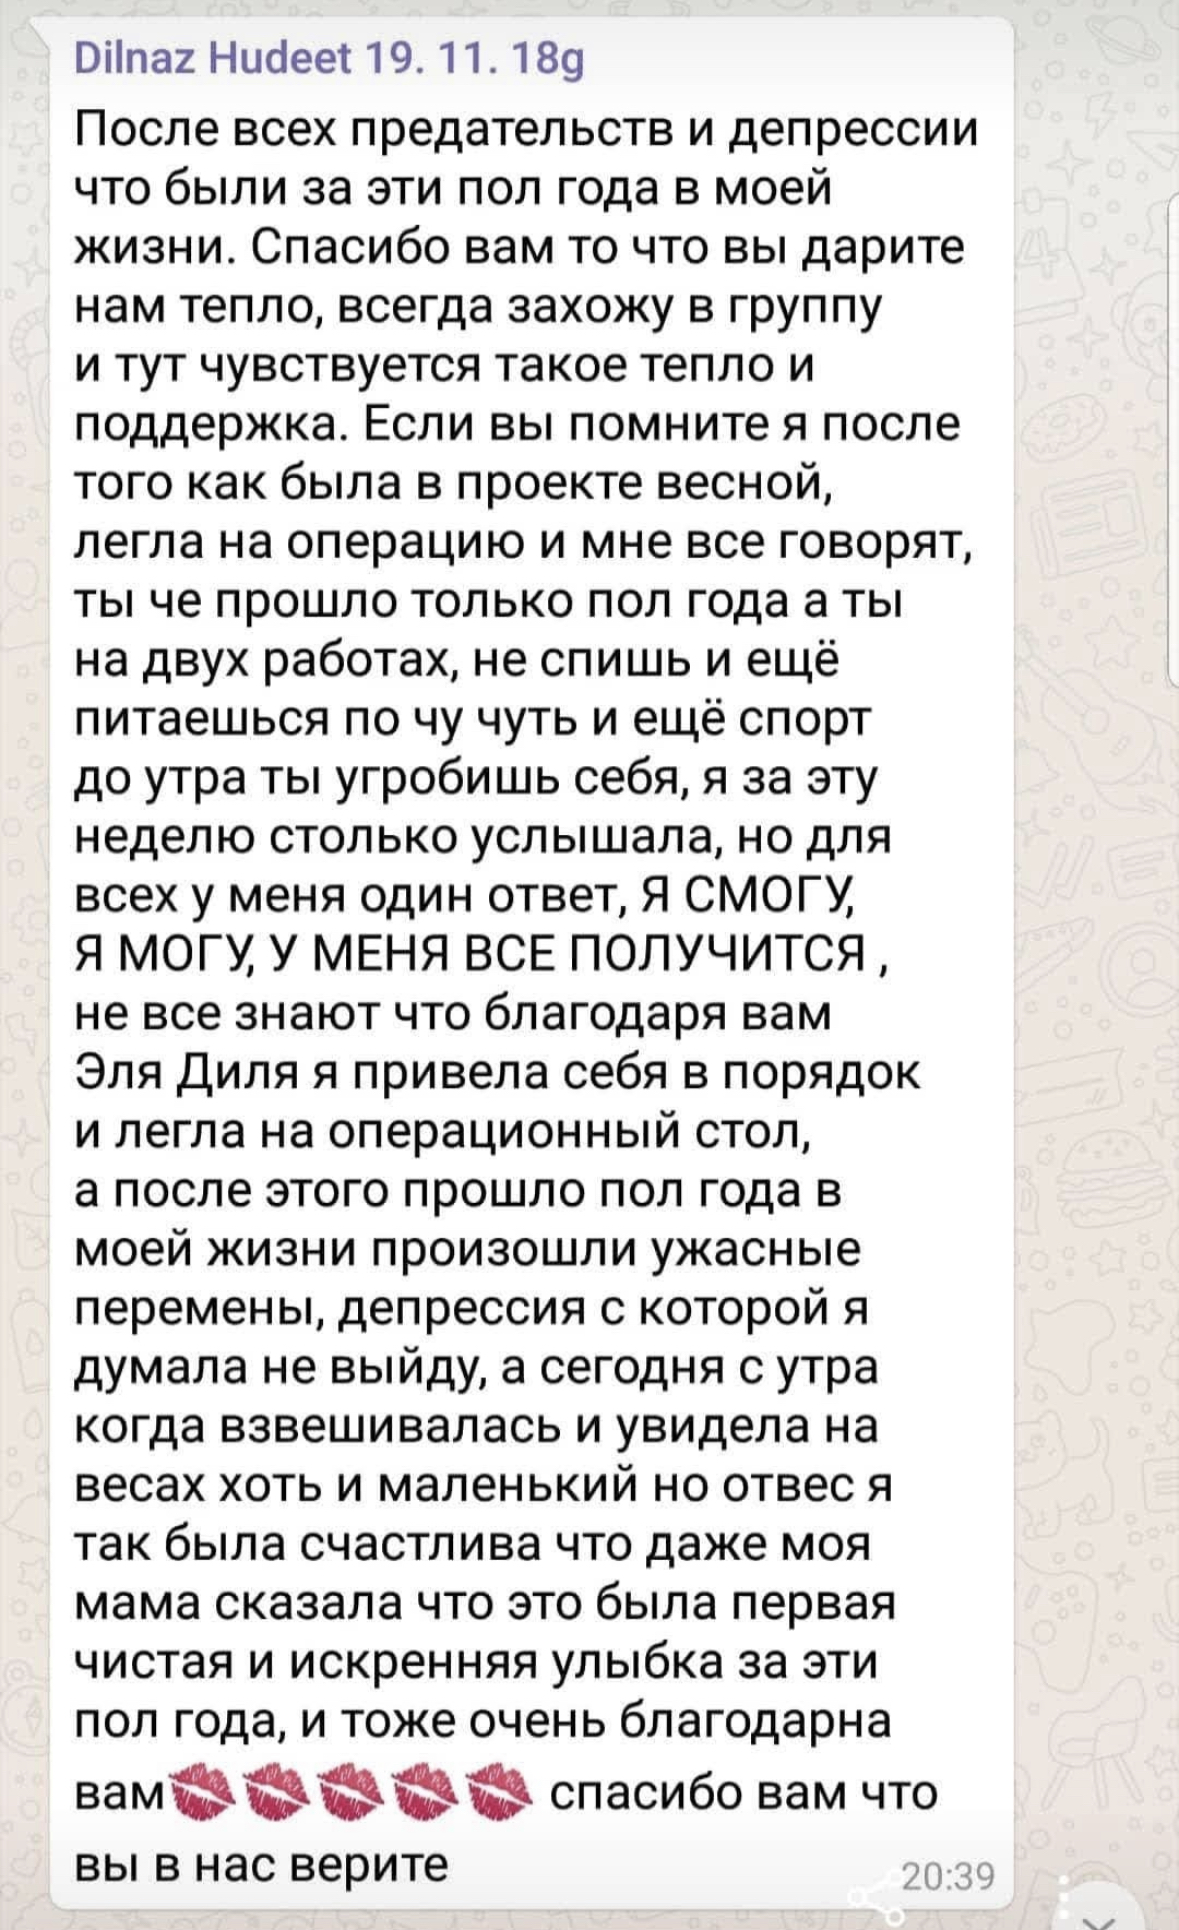 Dilnaz Hudeet 19. 11. 18g
После всех предательств и депрессии
что были за эти пол года в моей
жизни. Спасибо вам то что вы дарите
нам тепло, всегда захожу в группу
и тут чувствуется такое тепло и
поддержка. Если вы помните я после
того как была в проекте весной,
легла на операцию и мне все говорят,
ты че прошло только пол года а ты
на двух работах, не спишь и ещё
питаешься по чу чуть и ещё спорт
до утра ты угробишь себя, я за эту
неделю столько услышала, но для
всех у меня один ответ, Я СМОГУ,
Я МОГУ, У МЕНЯ ВСЕ ПОЛУЧИТСЯ ,
не все знают что благодаря вам
Эля Диля я привела себя в порядок
и легла на операционный стол,
а после этого прошло пол года в
моей жизни произошли ужасные
перемены, депрессия с которой я
думала не выйду, а сегодня с утра
когда взвешивалась и увидела на
весах хоть и маленький но отвес я
так была счастлива что даже моя
мама сказала что это была первая
чистая и искренняя улыбка за эти
пол года, и тоже очень благодарна
вам💋💋💋💋💋 спасибо вам что
вы в нас верите
20:39